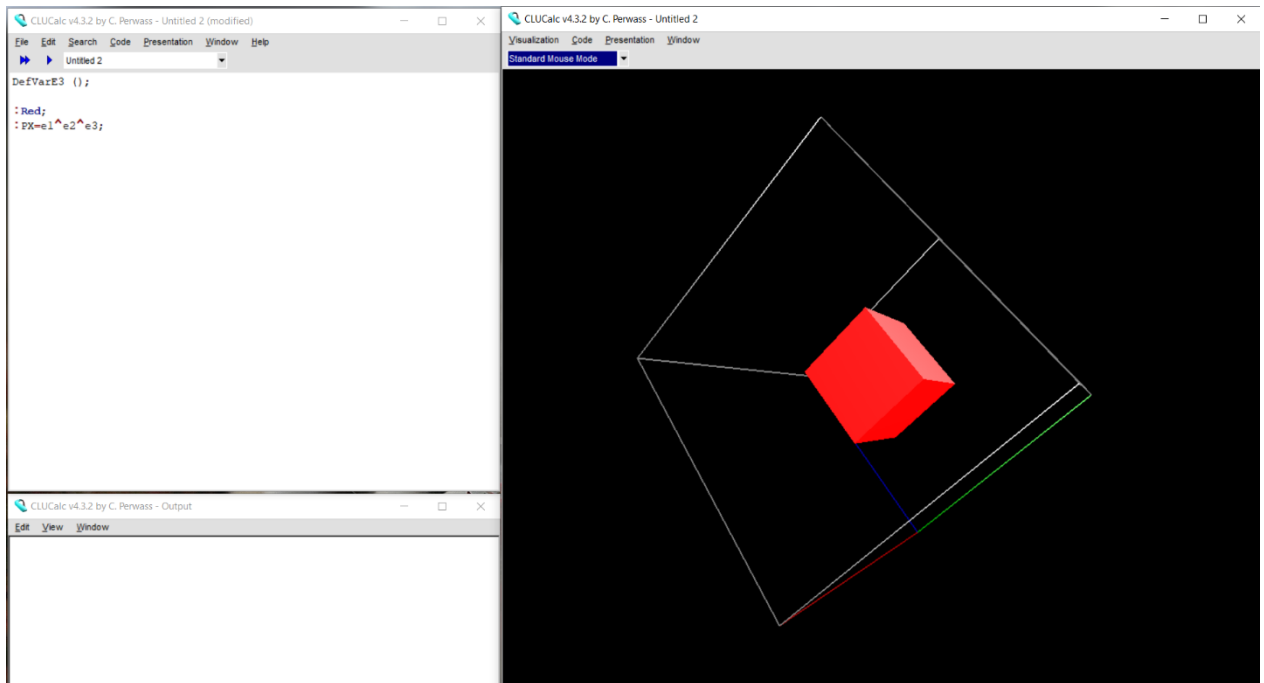 CLUCalc v4.3.2 by C. Perwass - Untitled 2 (modified)
File Edit Search Code Presentation Window Help
Untitled 2
DefVarE3 ();
:Red;
:PX=e1^e2^e3;
CLUCalc v4.3.2 by C. Perwass - Output
Edit View Window
CLUCalc v4.3.2 by C. Perwass - Untitled 2
Visualization Code Presentation Window
Standard Mouse Mode